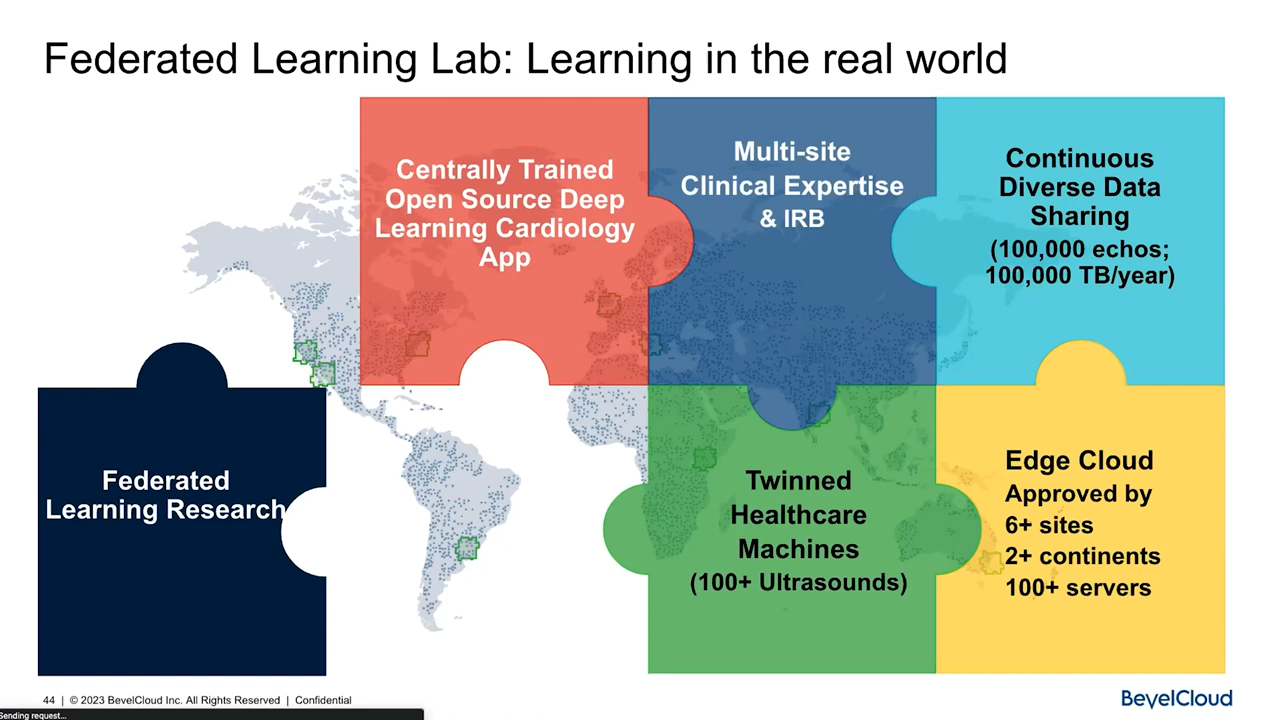 Federated Learning Lab: Learning in the real world
Centrally Trained
Open Source Deep
Learning Cardiology
App
Multi-site
Clinical Expertise
& IRB
Continuous
Diverse Data
Sharing
(100,000 echos;
100,000 TB/year)
Federated
Learning Research
Twinned
Healthcare
Machines
(100+ Ultrasounds)
Edge Cloud
Approved by
6+ sites
2+ continents
100+ servers
44 | © 2023 BevelCloud Inc. All Rights Reserved | Confidential
BevelCloud
Sending request...